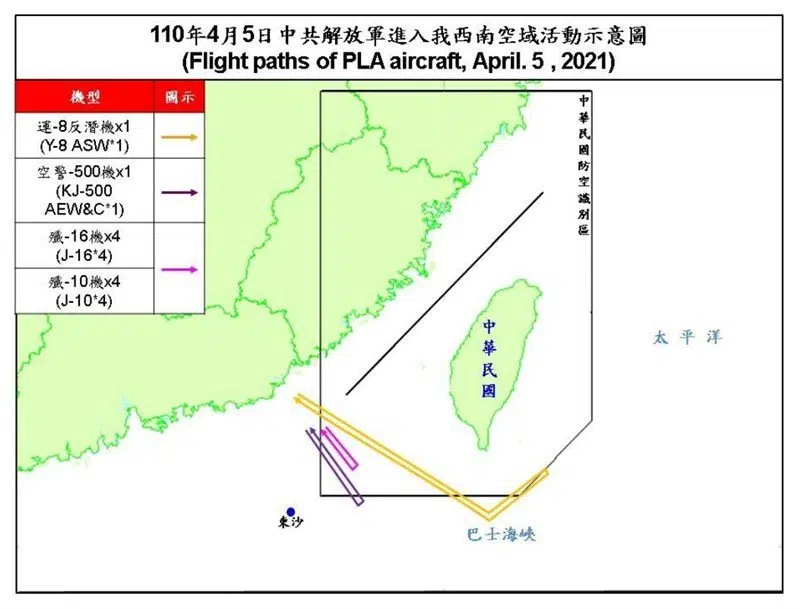 110年4月5日中共解放軍進入我西南空域活動示意圖
(Flight paths of PLA aircraft, April. 5 , 2021)
機型
圖示
運-8反潛機x1
(Y-8 ASW*1)
空警-500機x1
(KJ-500
AEW&C*1)
殲-16機x4
(J-16*4)
殲-10機x4
(J-10*4)
中華民國防空識別區
中華民國
太平洋
東沙
巴士海峽